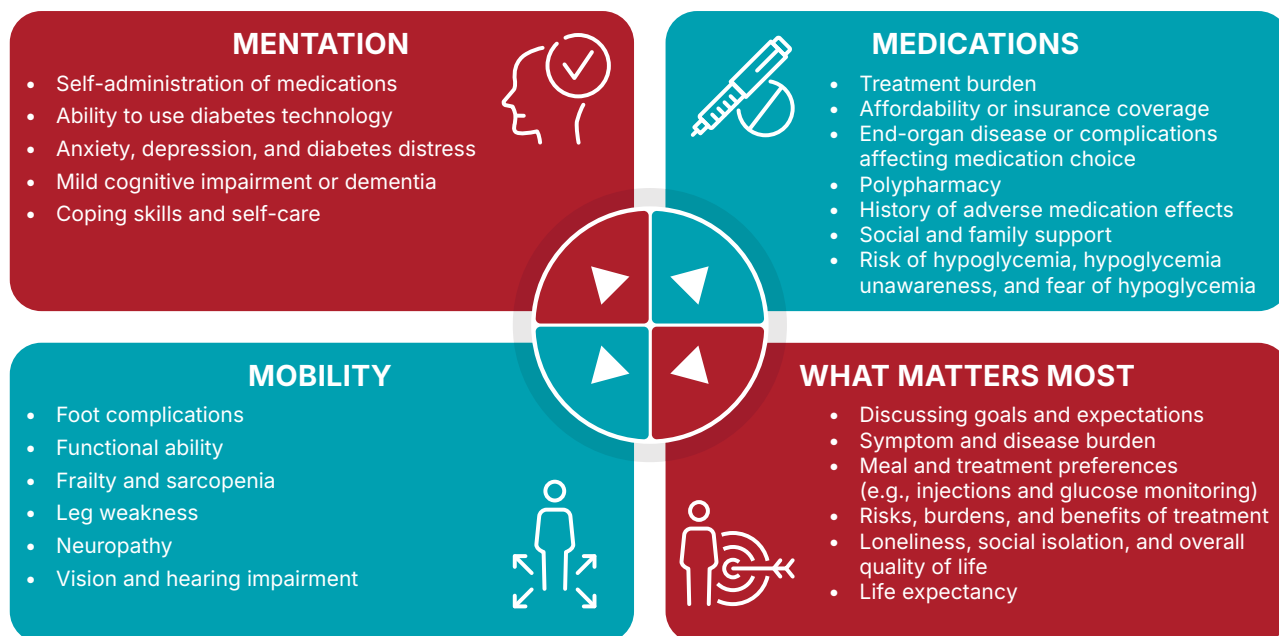 MENTATION
• Self-administration of medications
• Ability to use diabetes technology
• Anxiety, depression, and diabetes distress
• Mild cognitive impairment or dementia
• Coping skills and self-care
MEDICATIONS
• Treatment burden
• Affordability or insurance coverage
• End-organ disease or complications
affecting medication choice
• Polypharmacy
• History of adverse medication effects
• Social and family support
• Risk of hypoglycemia, hypoglycemia
unawareness, and fear of hypoglycemia
MOBILITY
• Foot complications
• Functional ability
• Frailty and sarcopenia
• Leg weakness
• Neuropathy
• Vision and hearing impairment
WHAT MATTERS MOST
• Discussing goals and expectations
• Symptom and disease burden
• Meal and treatment preferences
(e.g., injections and glucose monitoring)
• Risks, burdens, and benefits of treatment
• Loneliness, social isolation, and overall
quality of life
• Life expectancy